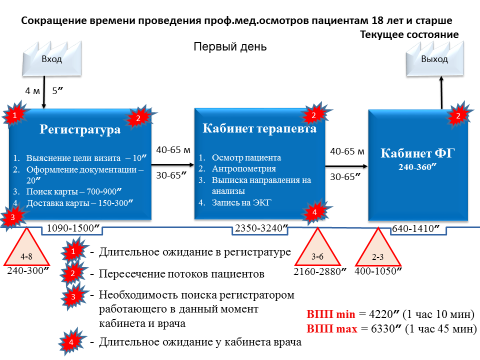 Сокращение времени проведения проф.мед.осмотров пациентам 18 лет и старше
Текущее состояние
Первый день
Вход
Выход
4 м
5″
1
2
Регистратура
1. Выяснение цели визита – 10″
2. Оформление документации – 20″
3. Поиск карты – 700-900″
4. Доставка карты – 150-300″
3
40-65 м
30-65″
2
Кабинет терапевта
1. Осмотр пациента
2. Антропометрия
3. Выписка направления на анализы
4. Запись на ЭКГ
4
40-65 м
30-65″
2
Кабинет ФГ
240-360″
1090-1500″
2350-3240″
640-1410″
4-8
240-300″
3-6
2160-2880″
2-3
400-1050″
1 - Длительное ожидание в регистратуре
2 - Пересечение потоков пациентов
3 - Необходимость поиска регистратором
работающего в данный момент
кабинета и врача
4 - Длительное ожидание у кабинета врача
ВПП min = 4220″ (1 час 10 мин)
ВПП max = 6330″ (1 час 45 мин)